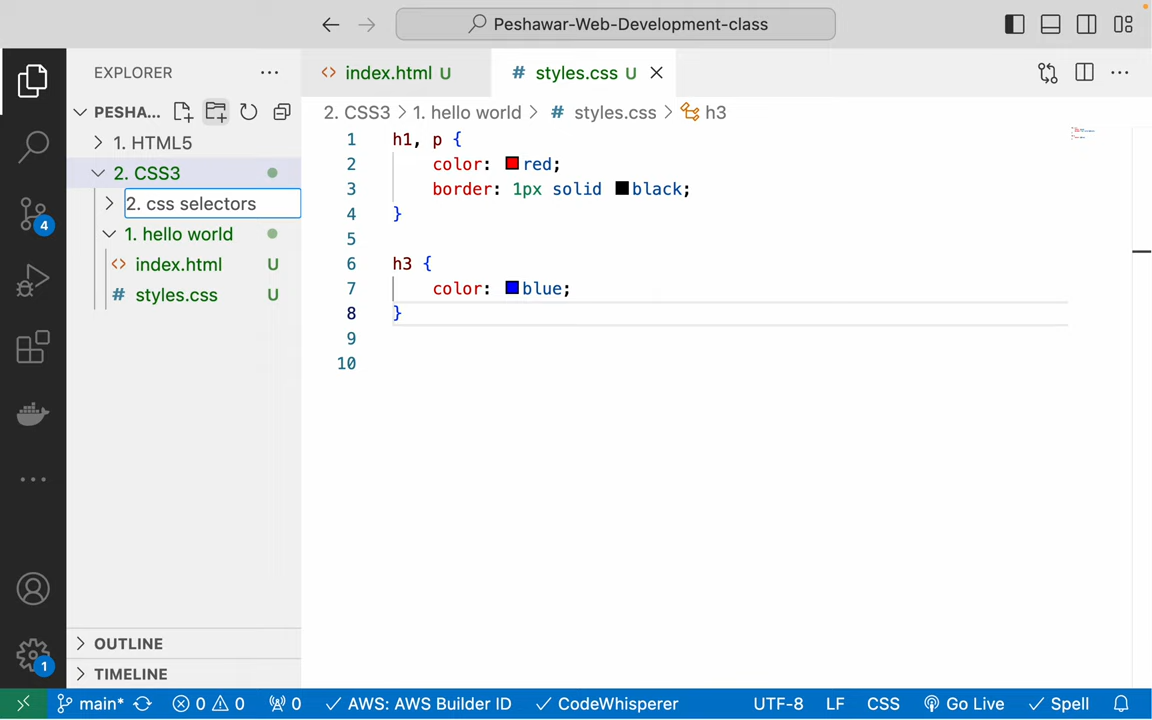 Peshawar-Web-Development-class
EXPLORER
index.html U
styles.css U
PESHA...
2. CSS3 1. hello world styles.css h3
1. HTML5
2. CSS3
2. css selectors
1. hello world
index.html U
styles.css U
1 h1, p {
2 color: red;
3 border: 1px solid black;
4 }
5
6 h3 {
7 color: blue;
8 }
9
10
4
OUTLINE
TIMELINE
1
main* 0 0 0 AWS: AWS Builder ID CodeWhisperer UTF-8 LF CSS Go Live Spell